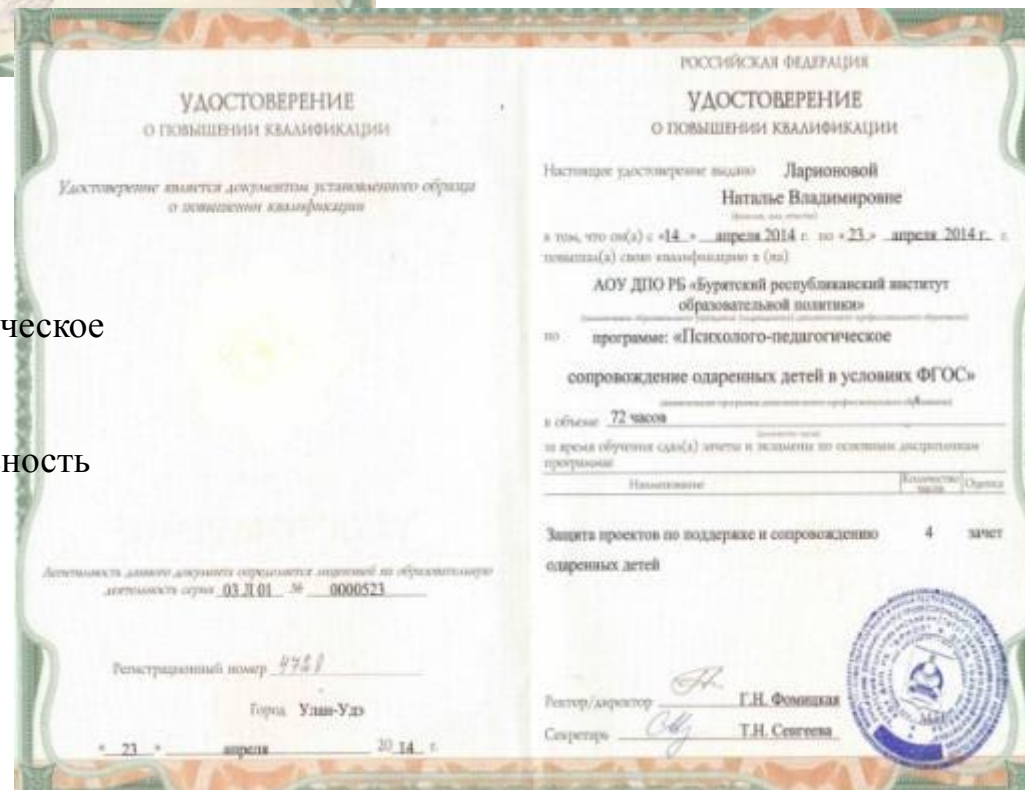 ческое
ность
УДОСТОВЕРЕНИЕ
О ПОВЫШЕНИИ КВАЛИФИКАЦИИ
Удостоверение является документом установленного образца
о повышении квалификации
Легитимность данного документа определяется лицензией на образовательную
деятельность серия 03 Л 01 № 0000523
Регистрационный номер
Город Улан-Удэ
« 23 » апреля 20 14 г.
РОССИЙСКАЯ ФЕДЕРАЦИЯ
УДОСТОВЕРЕНИЕ
О ПОВЫШЕНИИ КВАЛИФИКАЦИИ
Настоящее удостоверение выдано Ларионовой
Наталье Владимировне
(фамилия, имя, отчество)
в том, что он(а) с «14 » апреля 2014 г. по « 23 » апреля 2014 г. г.
повышал(а) свою квалификацию в (на)
АОУ ДПО РБ «Бурятский республиканский институт
образовательной политики»
по программе: «Психолого-педагогическое
сопровождение одаренных детей в условиях ФГОС»
в объеме 72 часов
за время обучения сдал(а) зачеты и экзамены по основным дисциплинам
программы
Наименование Количество часов Оценка
Защита проектов по поддержке и сопровождению 4 зачет
одаренных детей
Ректор/директор Г.Н. Фомицкая
Секретарь Т.Н. Сенгеева